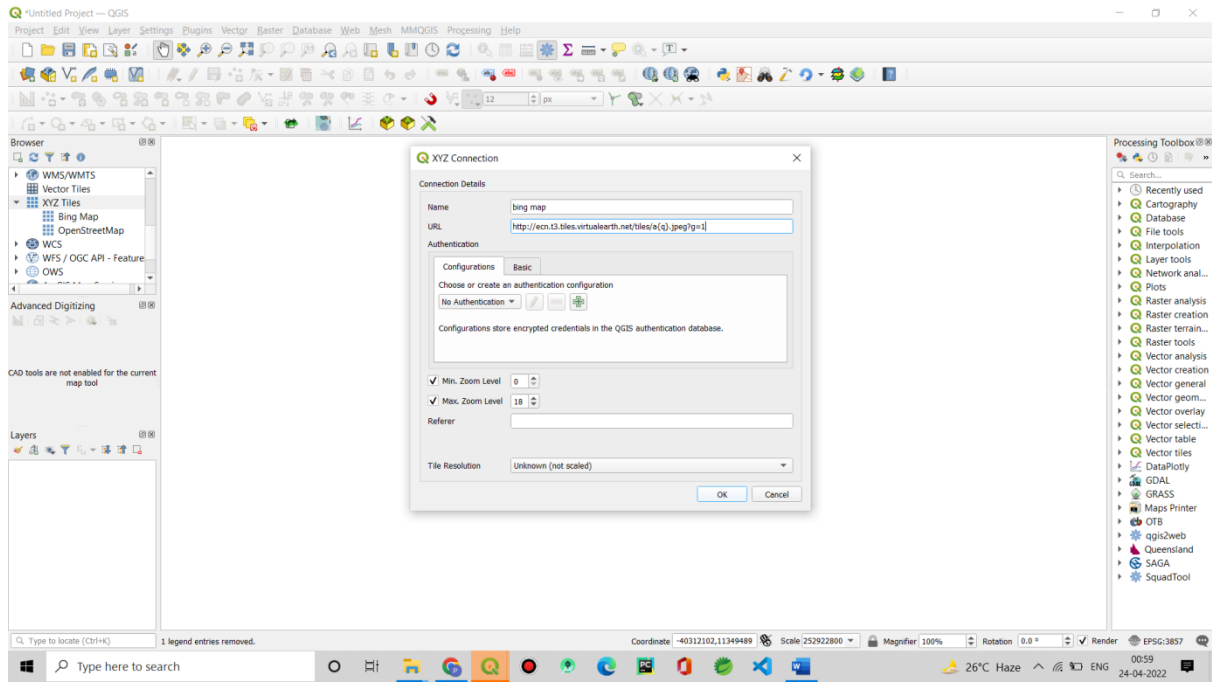 *Untitled Project — QGIS
Project Edit View Layer Settings Plugins Vector Raster Database Web Mesh MMQGIS Processing Help
12 px
Browser
WMS/WMTS
Vector Tiles
XYZ Tiles
Bing Map
OpenStreetMap
WCS
WFS / OGC API - Feature
OWS
Advanced Digitizing
CAD tools are not enabled for the current
map tool
Layers
XYZ Connection
Connection Details
Name bing map
URL http://ecn.t3.tiles.virtualearth.net/tiles/a{q}.jpeg?g=1
Authentication
Configurations Basic
Choose or create an authentication configuration
No Authentication
Configurations store encrypted credentials in the QGIS authentication database.
Min. Zoom Level 0
Max. Zoom Level 18
Referer
Tile Resolution Unknown (not scaled)
OK Cancel
Processing Toolbox
Search...
Recently used
Cartography
Database
File tools
Interpolation
Layer tools
Network anal...
Plots
Raster analysis
Raster creation
Raster terrain...
Raster tools
Vector analysis
Vector creation
Vector general
Vector geom...
Vector overlay
Vector selecti...
Vector table
Vector tiles
DataPlotly
GDAL
GRASS
Maps Printer
OTB
qgis2web
Queensland
SAGA
SquadTool
Type to locate (Ctrl+K) 1 legend entries removed. Coordinate -40312102,11349489 Scale 252922800 Magnifier 100% Rotation 0.0 ° Render EPSG:3857
Type here to search 26°C Haze ENG 00:59
24-04-2022